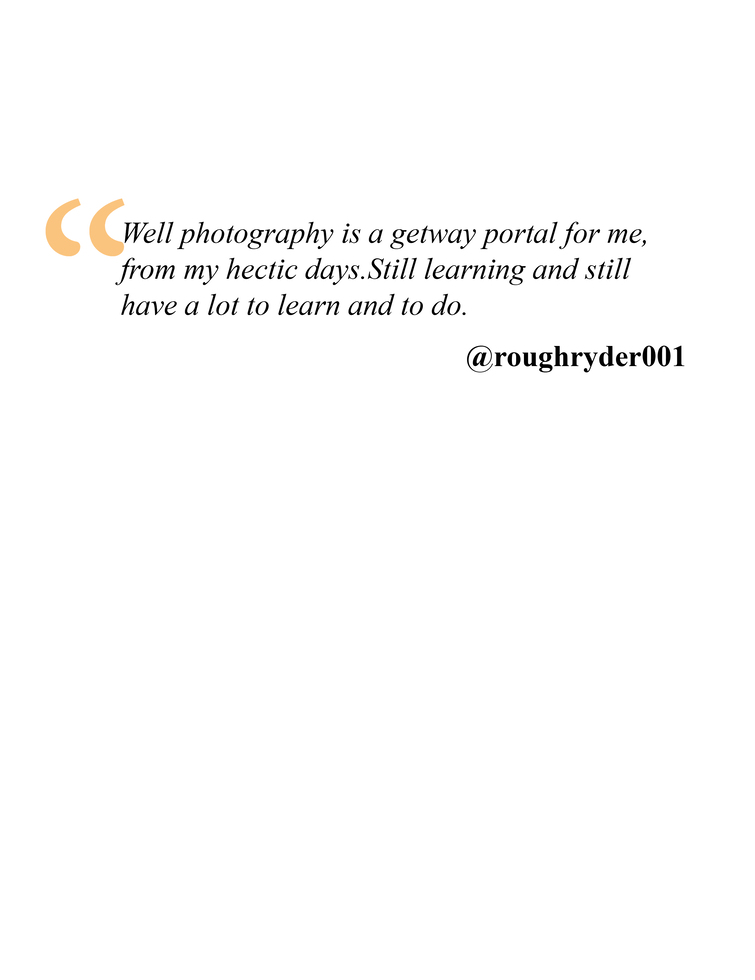 “Well photography is a getway portal for me,
from my hectic days.Still learning and still
have a lot to learn and to do.
@roughryder001